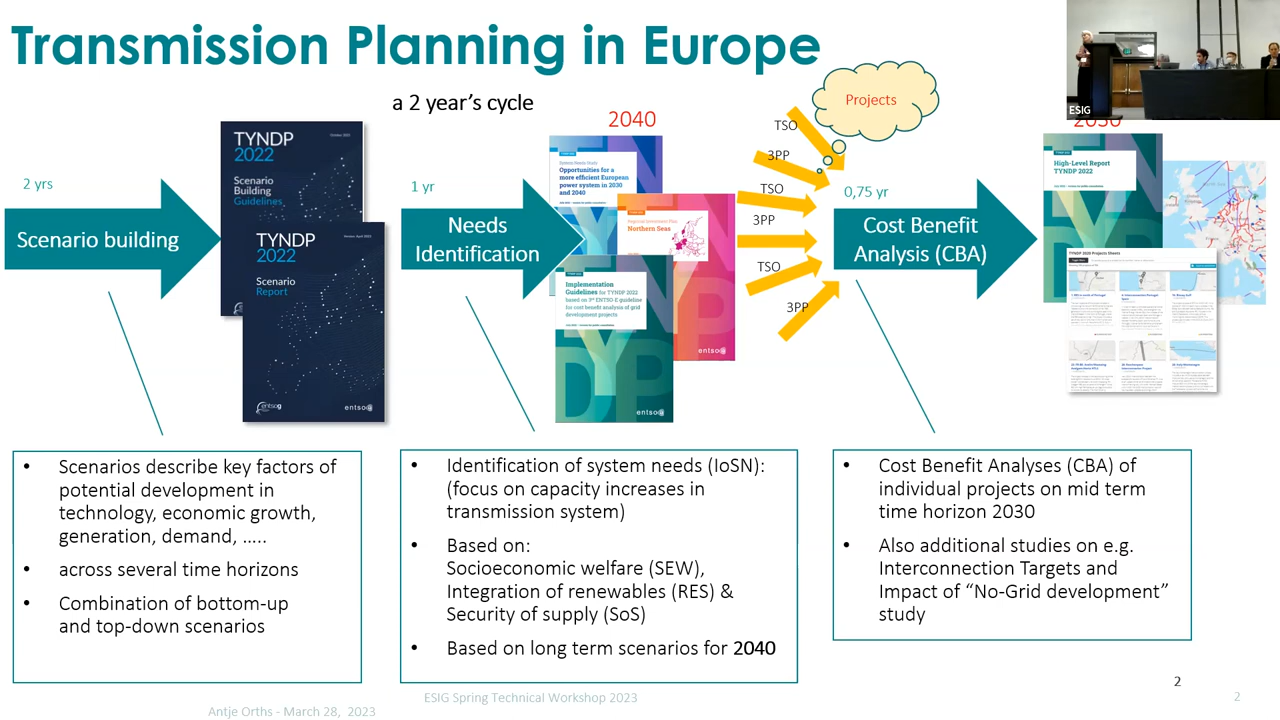 Transmission Planning in Europe
a 2 year's cycle
ESIG
2 yrs
Scenario building
TYNDP
2022
Scenario
Building
Guidelines
TYNDP
2022
Scenario
Report
entsog
entsoe
1 yr
Needs
Identification
2040
System Needs Study
Opportunities for a
more efficient European
power system in 2030
and 2040
Northern Seas
entsoe
Implementation
Guidelines for TYNDP 2022
based on 3rd ENTSO-E guideline
for cost benefit analysis of grid
development projects
TSO
3PP
TSO
3PP
TSO
3PP
Projects
0,75 yr
Cost Benefit
Analysis (CBA)
High-Level Report
TYNDP 2022
TYNDP 2020 Projects Sheets
• Scenarios describe key factors of
potential development in
technology, economic growth,
generation, demand, …..
• across several time horizons
• Combination of bottom-up
and top-down scenarios
• Identification of system needs (IoSN):
(focus on capacity increases in
transmission system)
• Based on:
Socioeconomic welfare (SEW),
Integration of renewables (RES) &
Security of supply (SoS)
• Based on long term scenarios for 2040
• Cost Benefit Analyses (CBA) of
individual projects on mid term
time horizon 2030
• Also additional studies on e.g.
Interconnection Targets and
Impact of “No-Grid development”
study
2
2
ESIG Spring Technical Workshop 2023
Antje Orths - March 28, 2023